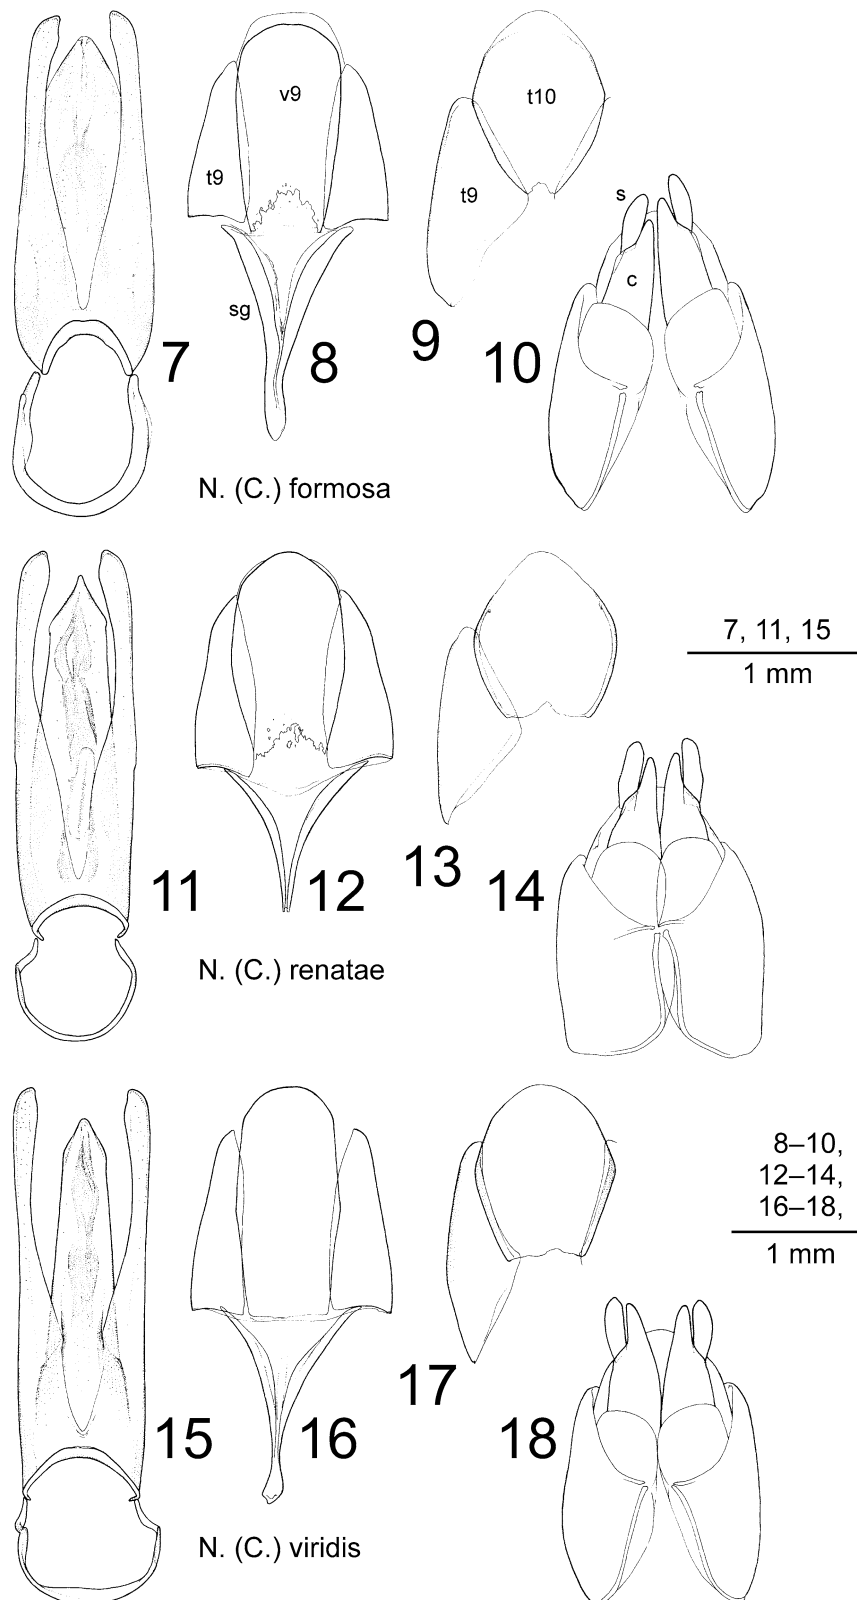 v9
t9
sg
7
8
t10
t9
9
s
c
10
N. (C.) formosa
11
12
13
14
7, 11, 15
1 mm
N. (C.) renatae
15
16
17
18
8–10,
12–14,
16–18,
1 mm
N. (C.) viridis